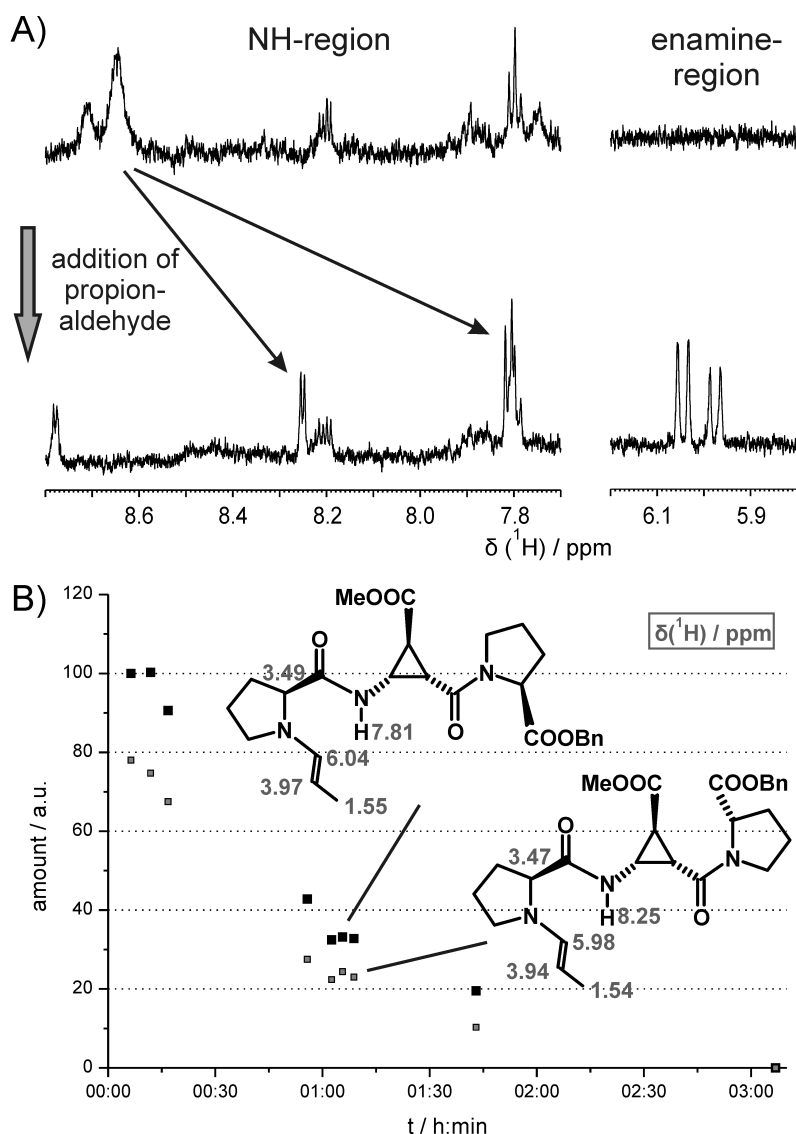 A)
NH-region
enamine-
region
addition of
propion-
aldehyde
8.6 8.4 8.2 8.0 7.8 6.1 5.9
δ (¹H) / ppm
B)
120
100
80
60
40
20
0
amount / a.u.
δ(¹H) / ppm
MeOOC
O
3.49
N
N
H 7.81
O
COOBn
N
6.04
3.97
1.55
MeOOC
COOBn
O
3.47
N
N
H 8.25
O
N
5.98
3.94
1.54
00:00 00:30 01:00 01:30 02:00 02:30 03:00
t / h:min